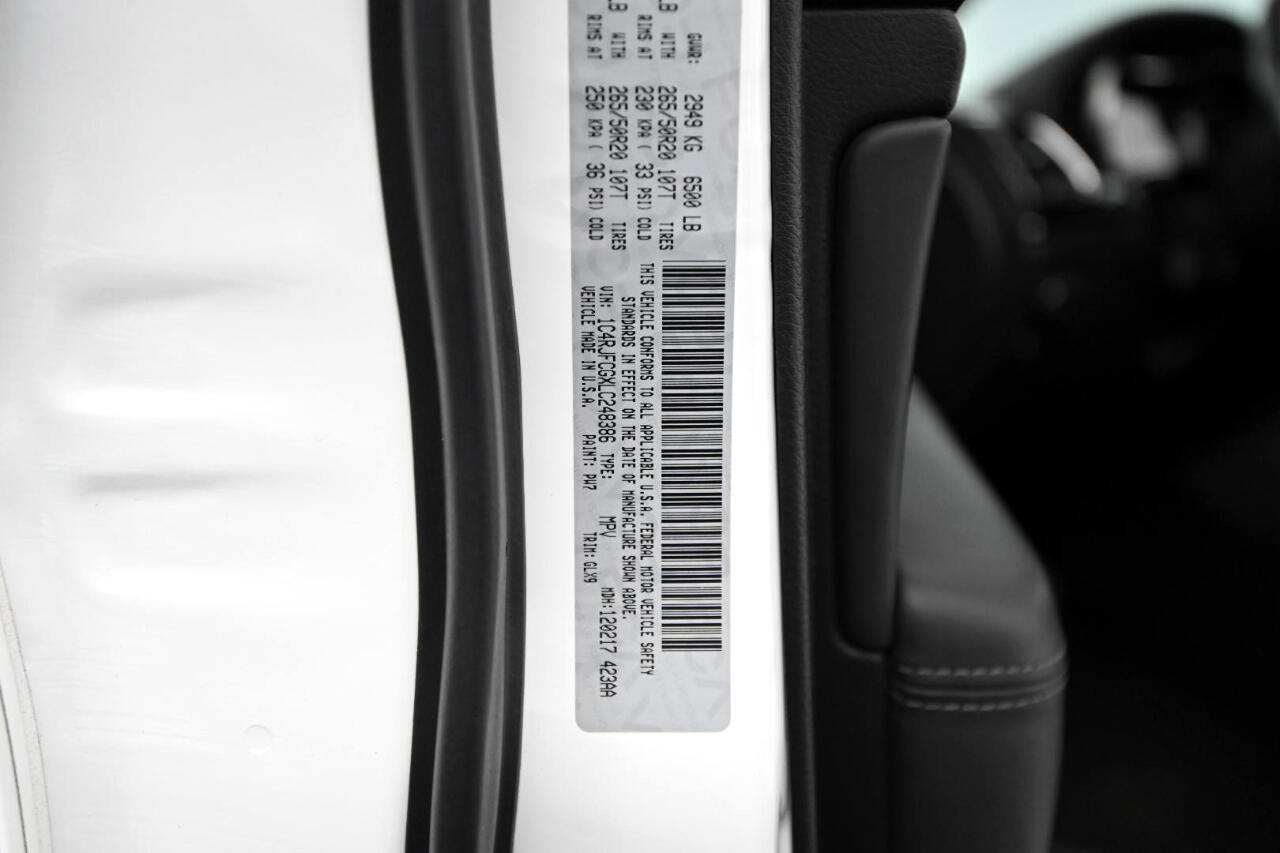 GVWR: 2949 KG 6500 LB
LB WITH 265/50R20 107T TIRES
RIMS AT 230 KPA ( 33 PSI) COLD
LB WITH 265/50R20 107T TIRES
RIMS AT 250 KPA ( 36 PSI) COLD
THIS VEHICLE CONFORMS TO ALL APPLICABLE U.S.A. FEDERAL MOTOR VEHICLE SAFETY
STANDARDS IN EFFECT ON THE DATE OF MANUFACTURE SHOWN ABOVE.
VIN: 1C4RJFCGXLC248386 TYPE: MPV MDH:120217 423AA
VEHICLE MADE IN U.S.A. PAINT: PW7 TRIM: GLX9